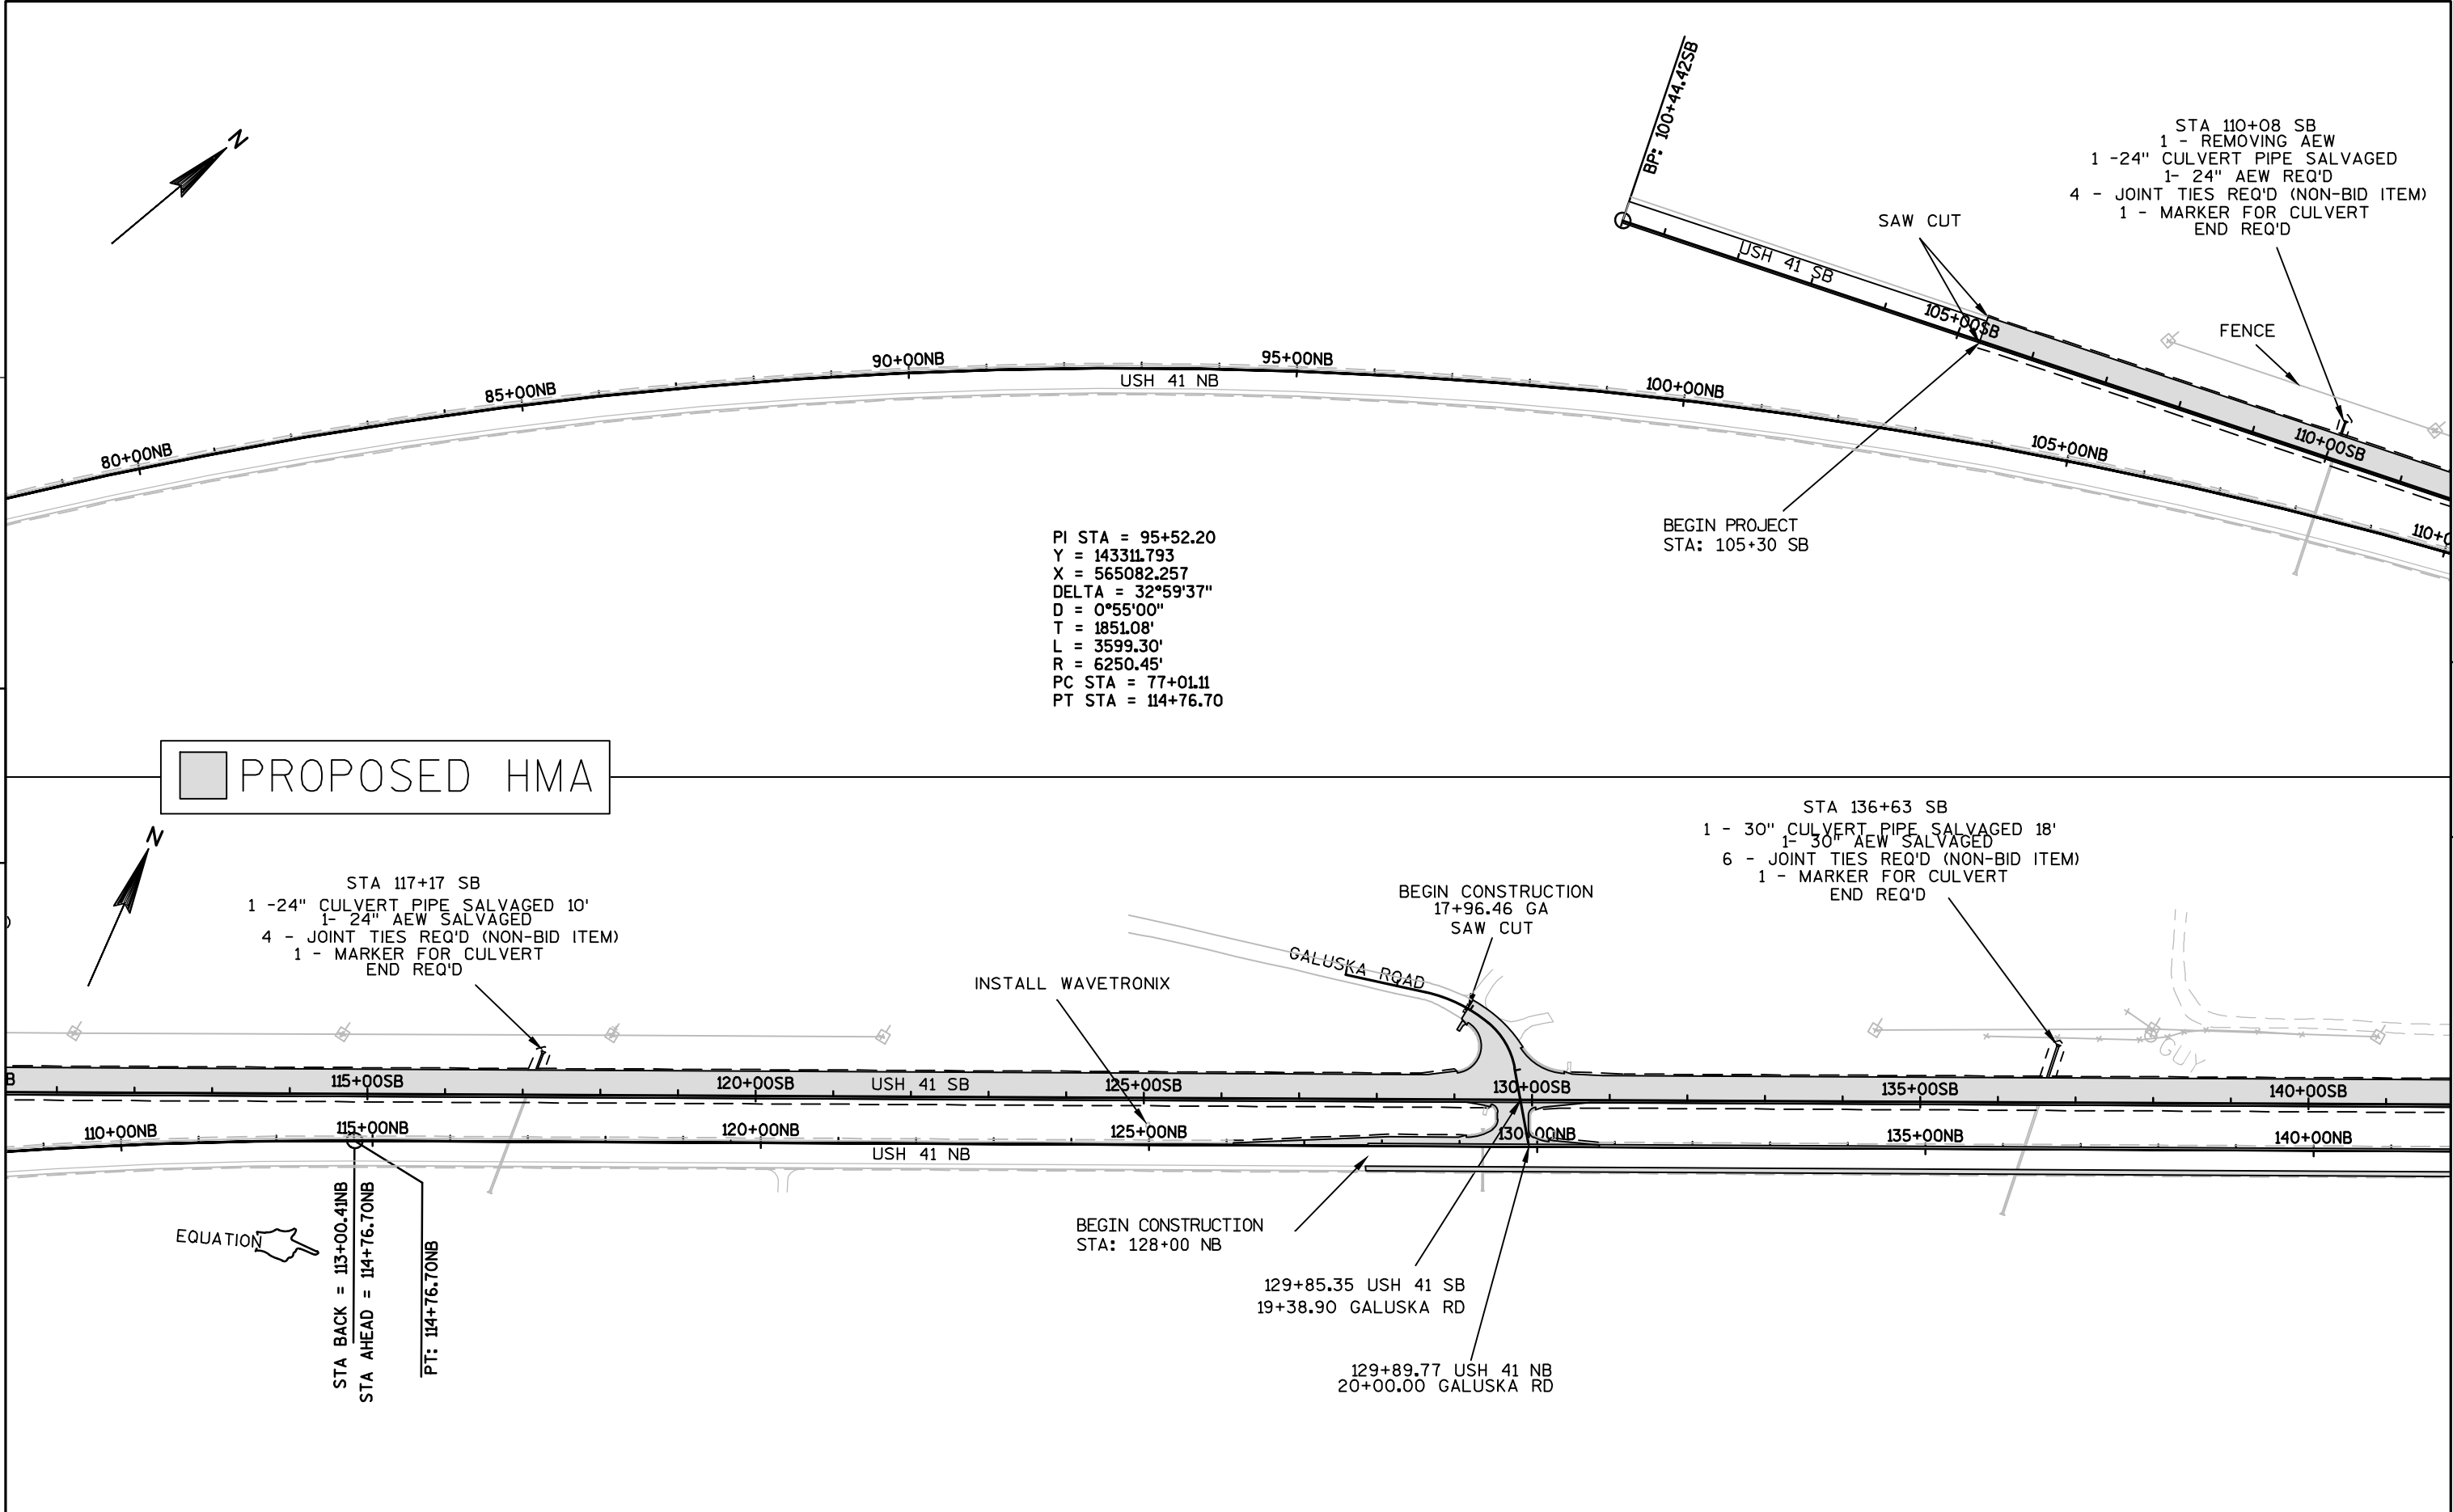 N
BP: 100+44.42SB
STA 110+08 SB
1 - REMOVING AEW
1 -24" CULVERT PIPE SALVAGED
1- 24" AEW REQ'D
4 - JOINT TIES REQ'D (NON-BID ITEM)
1 - MARKER FOR CULVERT
END REQ'D
SAW CUT
USH 41 SB
105+00SB
FENCE
110+00SB
80+00NB
85+00NB
90+00NB
95+00NB
USH 41 NB
100+00NB
105+00NB
110+0
BEGIN PROJECT
STA: 105+30 SB
PI STA = 95+52.20
Y = 143311.793
X = 565082.257
DELTA = 32°59'37"
D = 0°55'00"
T = 1851.08'
L = 3599.30'
R = 6250.45'
PC STA = 77+01.11
PT STA = 114+76.70
PROPOSED HMA
N
STA 117+17 SB
1 -24" CULVERT PIPE SALVAGED 10'
1- 24" AEW SALVAGED
4 - JOINT TIES REQ'D (NON-BID ITEM)
1 - MARKER FOR CULVERT
END REQ'D
INSTALL WAVETRONIX
BEGIN CONSTRUCTION
17+96.46 GA
SAW CUT
GALUSKA ROAD
STA 136+63 SB
1 - 30" CULVERT PIPE SALVAGED 18'
1- 30" AEW SALVAGED
6 - JOINT TIES REQ'D (NON-BID ITEM)
1 - MARKER FOR CULVERT
END REQ'D
GUY
B
115+00SB
120+00SB
USH 41 SB
125+00SB
130+00SB
135+00SB
140+00SB
110+00NB
115+00NB
120+00NB
USH 41 NB
125+00NB
130+00NB
135+00NB
140+00NB
EQUATION
STA BACK = 113+00.41NB
STA AHEAD = 114+76.70NB
PT: 114+76.70NB
BEGIN CONSTRUCTION
STA: 128+00 NB
129+85.35 USH 41 SB
19+38.90 GALUSKA RD
129+89.77 USH 41 NB
20+00.00 GALUSKA RD